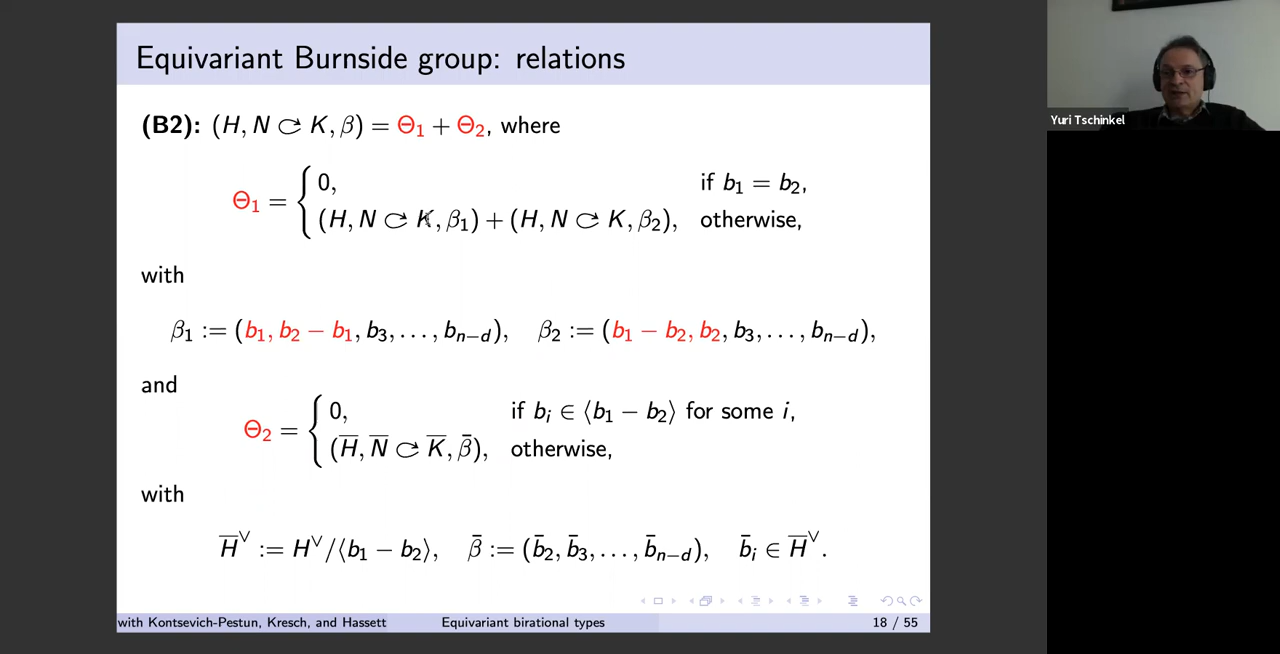 Equivariant Burnside group: relations
(B2): (H, N ⟳ K, β) = Θ₁ + Θ₂, where
Θ₁ = { 0, if b₁ = b₂,
(H, N ⟳ K, β₁) + (H, N ⟳ K, β₂), otherwise,
with
β₁ := (b₁, b₂ − b₁, b₃, . . . , bₙ₋d), β₂ := (b₁ − b₂, b₂, b₃, . . . , bₙ₋d),
and
Θ₂ = { 0, if bᵢ ∈ ⟨b₁ − b₂⟩ for some i,
(H̅, N̅ ⟳ K̅, β̄), otherwise,
with
H̅^∨ := H^∨/⟨b₁ − b₂⟩, β̄ := (b̄₂, b̄₃, . . . , b̄ₙ₋d), b̄ᵢ ∈ H̅^∨.
with Kontsevich-Pestun, Kresch, and Hassett Equivariant birational types 18 / 55
Yuri Tschinkel